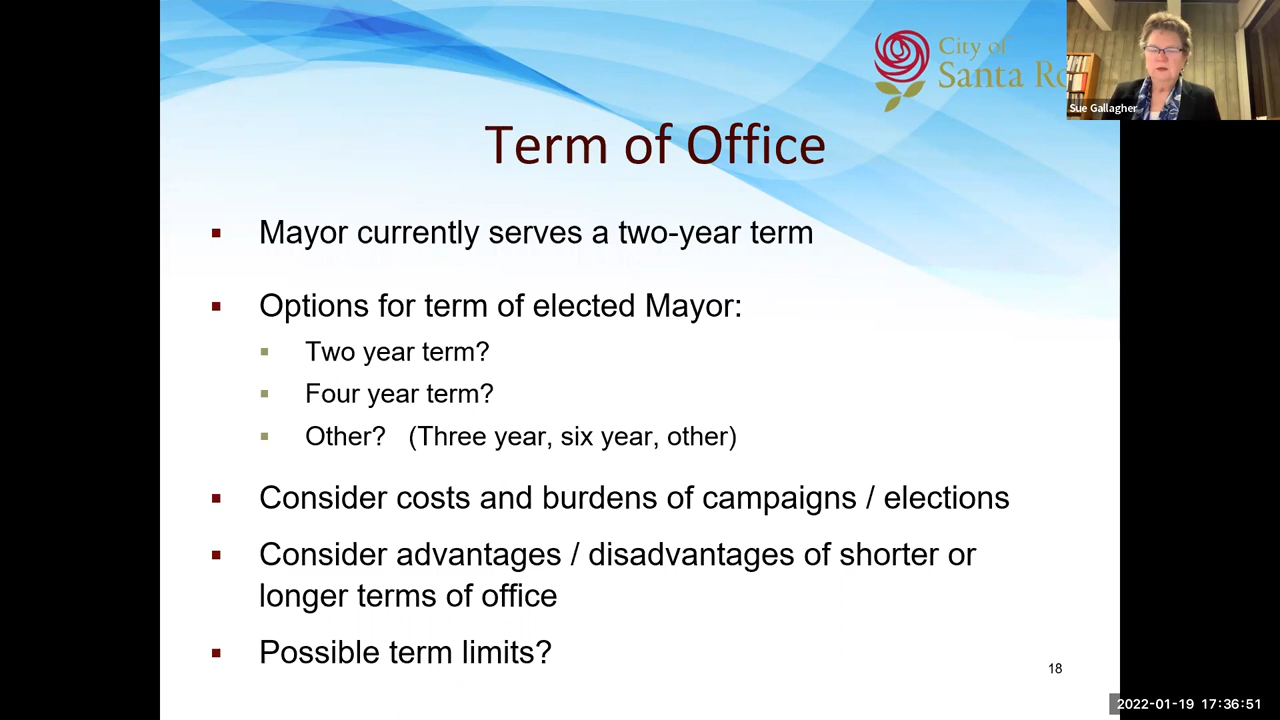 City of
Santa Ro
Sue Gallagher
Term of Office
Mayor currently serves a two-year term
Options for term of elected Mayor:
Two year term?
Four year term?
Other? (Three year, six year, other)
Consider costs and burdens of campaigns / elections
Consider advantages / disadvantages of shorter or
longer terms of office
Possible term limits?
18
2022-01-19 17:36:51